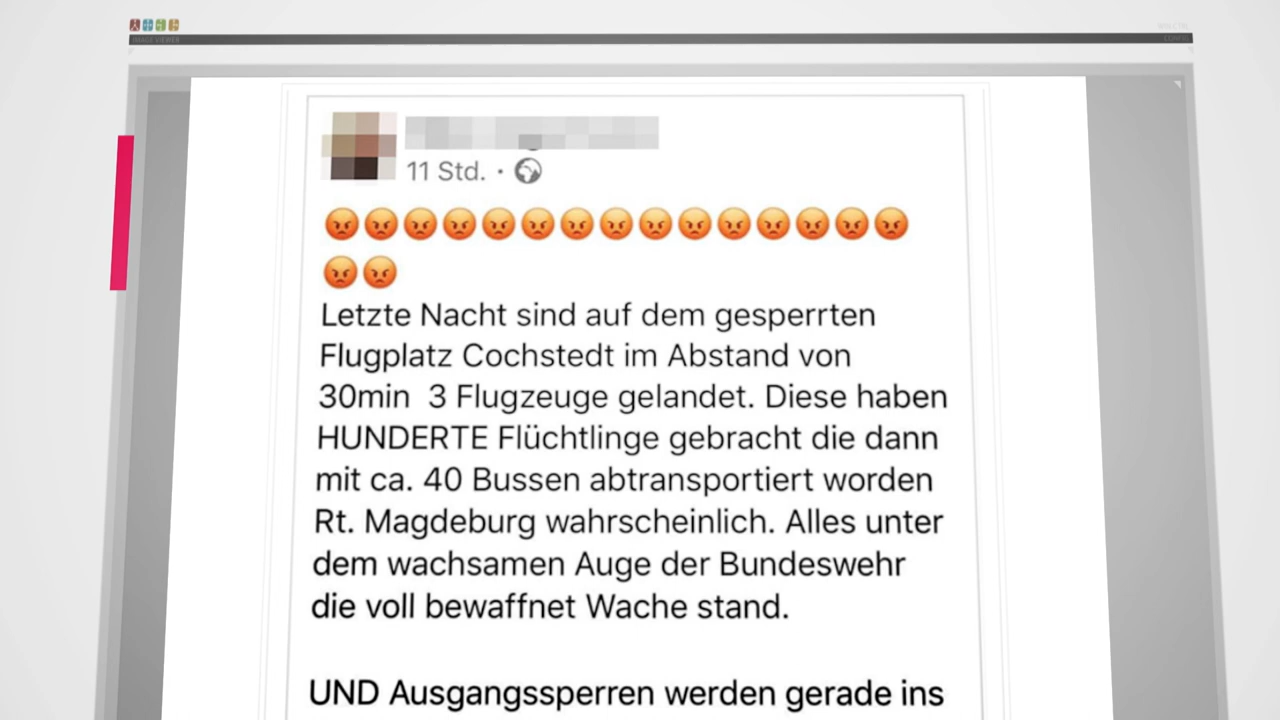 IMAGE VIEWER
11 Std. ·
😡😡😡😡😡😡😡😡😡😡😡😡😡😡😡
😡😡
Letzte Nacht sind auf dem gesperrten
Flugplatz Cochstedt im Abstand von
30min 3 Flugzeuge gelandet. Diese haben
HUNDERTE Flüchtlinge gebracht die dann
mit ca. 40 Bussen abtransportiert worden
Rt. Magdeburg wahrscheinlich. Alles unter
dem wachsamen Auge der Bundeswehr
die voll bewaffnet Wache stand.
UND Ausgangssperren werden gerade ins